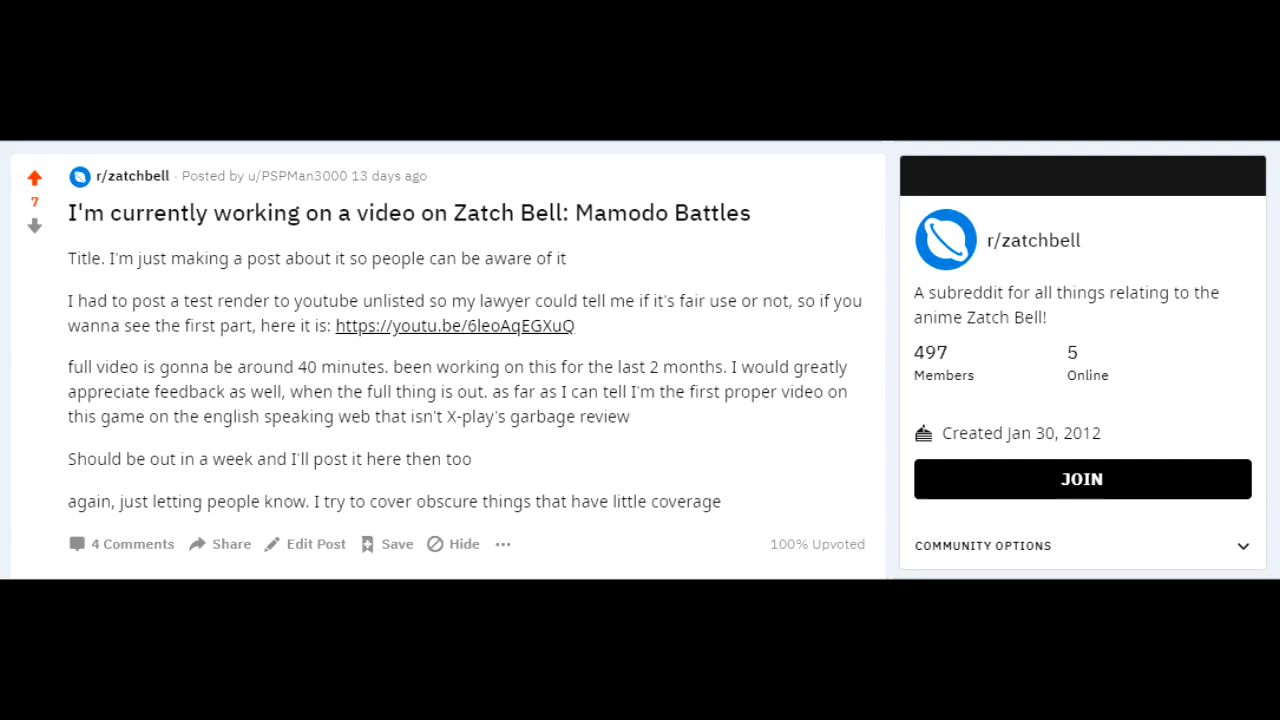 r/zatchbell · Posted by u/PSPMan3000 13 days ago
7
I'm currently working on a video on Zatch Bell: Mamodo Battles
Title. I'm just making a post about it so people can be aware of it
I had to post a test render to youtube unlisted so my lawyer could tell me if it's fair use or not, so if you
wanna see the first part, here it is: https://youtu.be/6leoAqEGXuQ
full video is gonna be around 40 minutes. been working on this for the last 2 months. I would greatly
appreciate feedback as well, when the full thing is out. as far as I can tell I'm the first proper video on
this game on the english speaking web that isn't X-play's garbage review
Should be out in a week and I'll post it here then too
again, just letting people know. I try to cover obscure things that have little coverage
4 Comments Share Edit Post Save Hide ··· 100% Upvoted
r/zatchbell
A subreddit for all things relating to the
anime Zatch Bell!
497 5
Members Online
Created Jan 30, 2012
JOIN
COMMUNITY OPTIONS